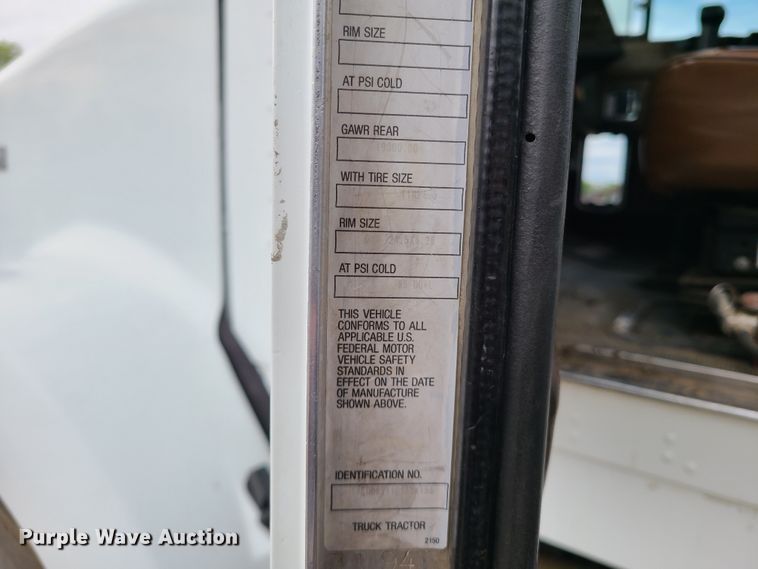 RIM SIZE
AT PSI COLD
GAWR REAR
WITH TIRE SIZE
RIM SIZE
AT PSI COLD
THIS VEHICLE
CONFORMS TO ALL
APPLICABLE U.S.
FEDERAL MOTOR
VEHICLE SAFETY
STANDARDS IN
EFFECT ON THE DATE
OF MANUFACTURE
SHOWN ABOVE.
IDENTIFICATION NO.
TRUCK TRACTOR
2150
Purple Wave Auction